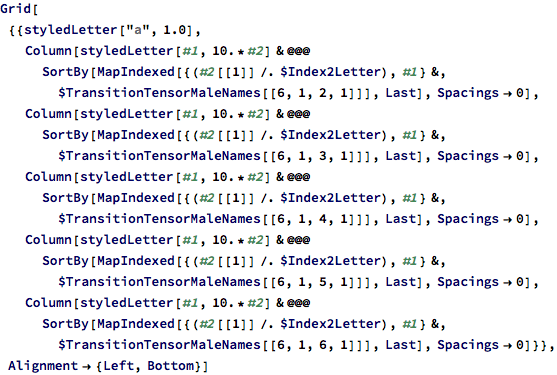 Grid[
{{styledLetter["a", 1.0],
Column[styledLetter[#1, 10.*#2] &@@@
SortBy[MapIndexed[{(#2[[1]] /. $Index2Letter), #1} &,
$TransitionTensorMaleNames[[6, 1, 2, 1]]], Last], Spacings → 0],
Column[styledLetter[#1, 10.*#2] &@@@
SortBy[MapIndexed[{(#2[[1]] /. $Index2Letter), #1} &,
$TransitionTensorMaleNames[[6, 1, 3, 1]]], Last], Spacings → 0],
Column[styledLetter[#1, 10.*#2] &@@@
SortBy[MapIndexed[{(#2[[1]] /. $Index2Letter), #1} &,
$TransitionTensorMaleNames[[6, 1, 4, 1]]], Last], Spacings → 0],
Column[styledLetter[#1, 10.*#2] &@@@
SortBy[MapIndexed[{(#2[[1]] /. $Index2Letter), #1} &,
$TransitionTensorMaleNames[[6, 1, 5, 1]]], Last], Spacings → 0],
Column[styledLetter[#1, 10.*#2] &@@@
SortBy[MapIndexed[{(#2[[1]] /. $Index2Letter), #1} &,
$TransitionTensorMaleNames[[6, 1, 6, 1]]], Last], Spacings → 0]}},
Alignment → {Left, Bottom}]